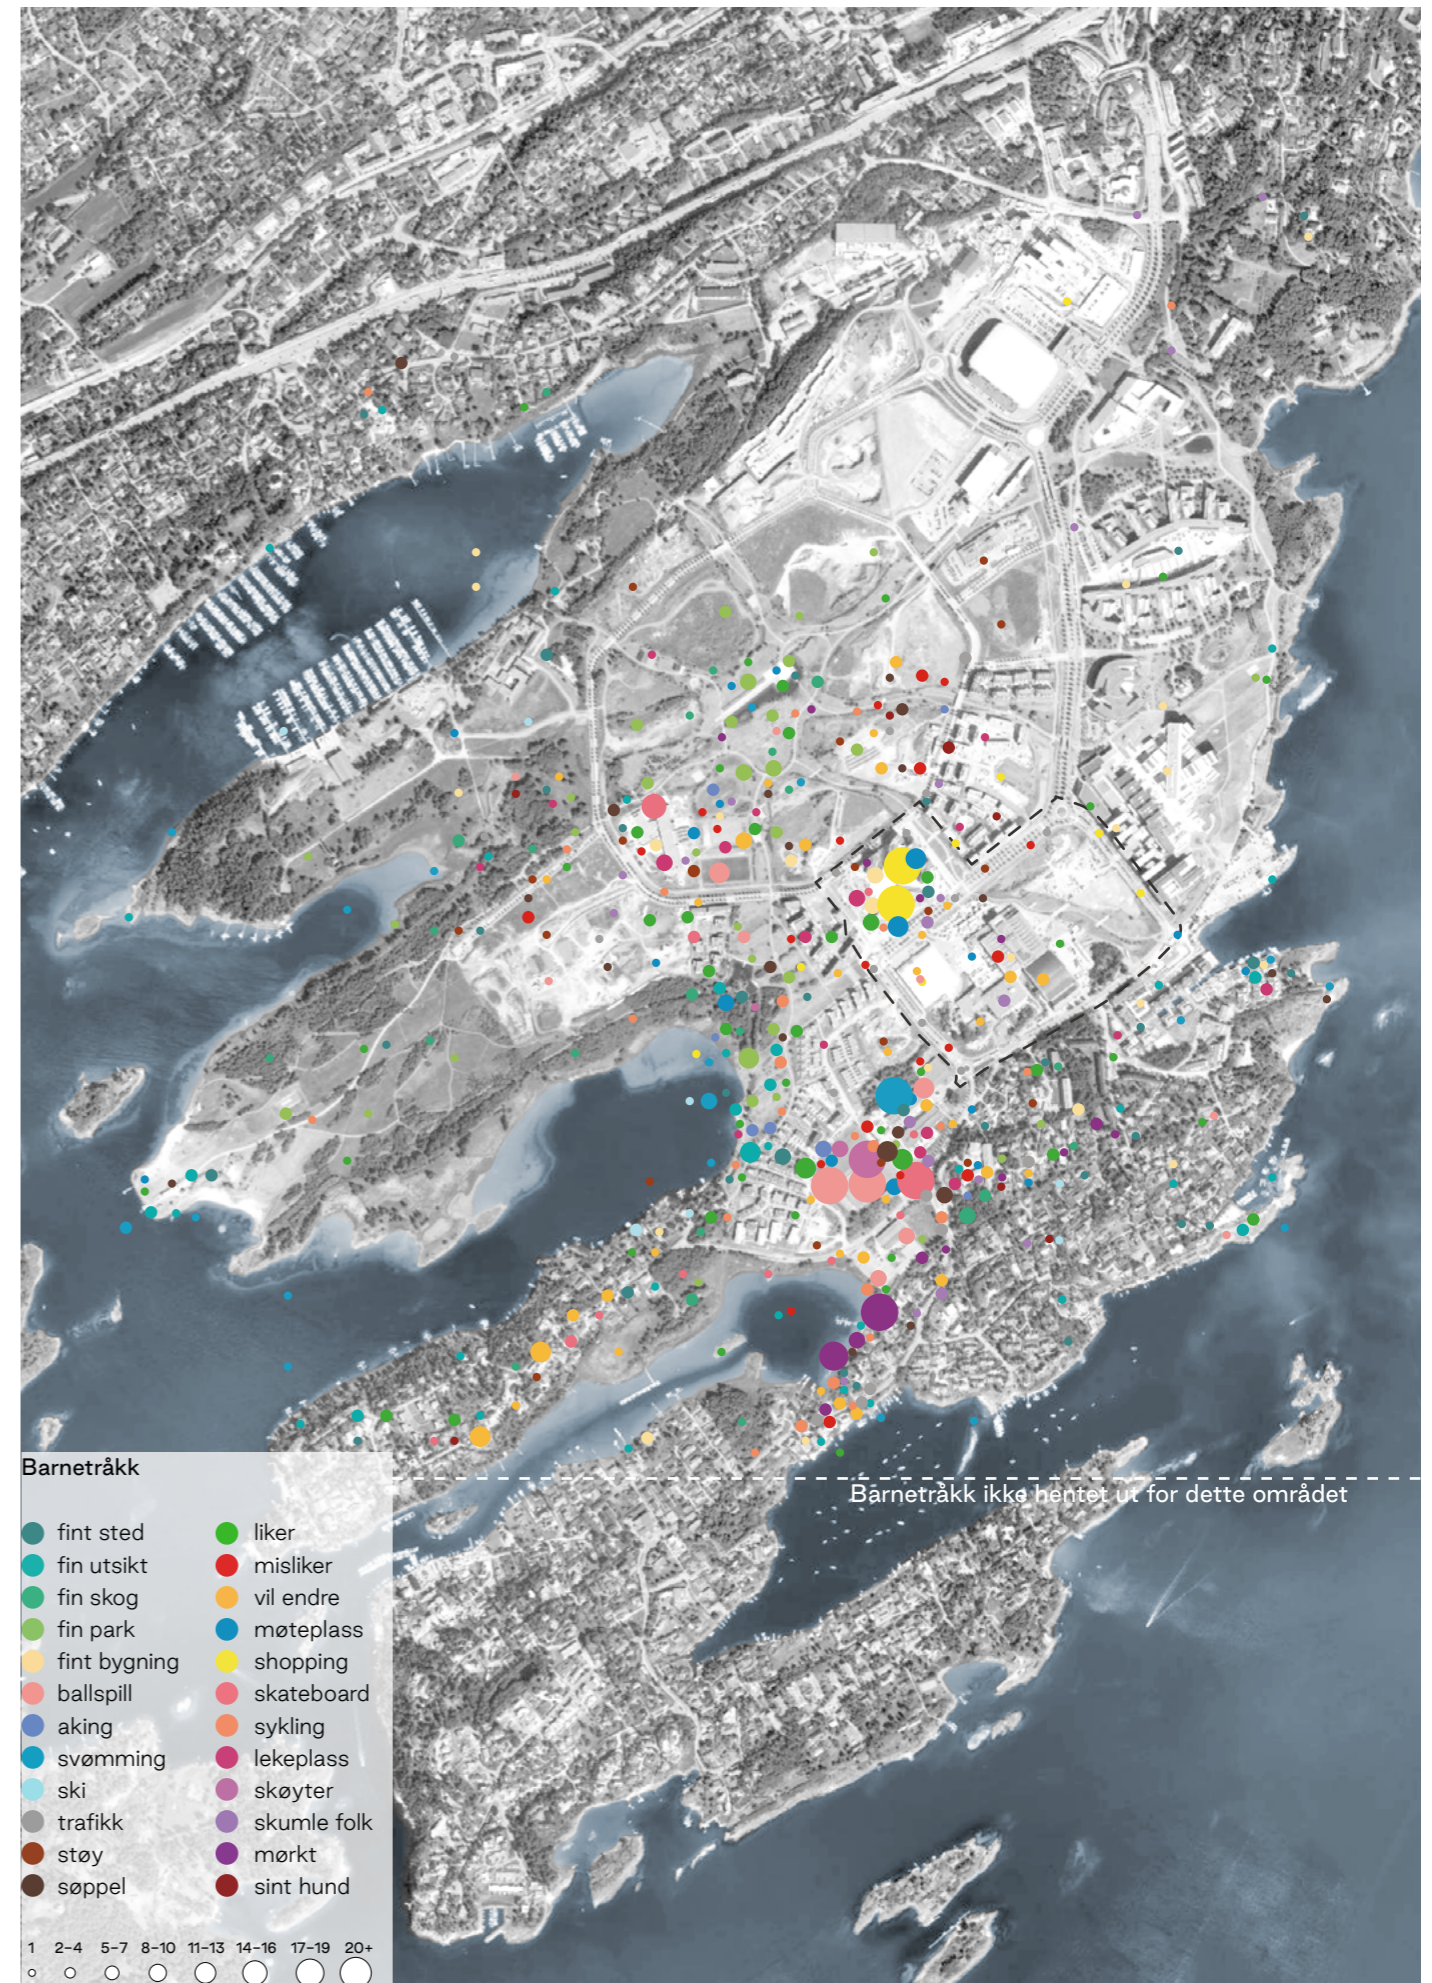 Barnetråkk ikke hentet ut for dette området
Barnetråkk
fint sted
fin utsikt
fin skog
fin park
fint bygning
ballspill
aking
svømming
ski
trafikk
støy
søppel
liker
misliker
vil endre
møteplass
shopping
skateboard
sykling
lekeplass
skøyter
skumle folk
mørkt
sint hund
1 2–4 5–7 8–10 11–13 14–16 17–19 20+